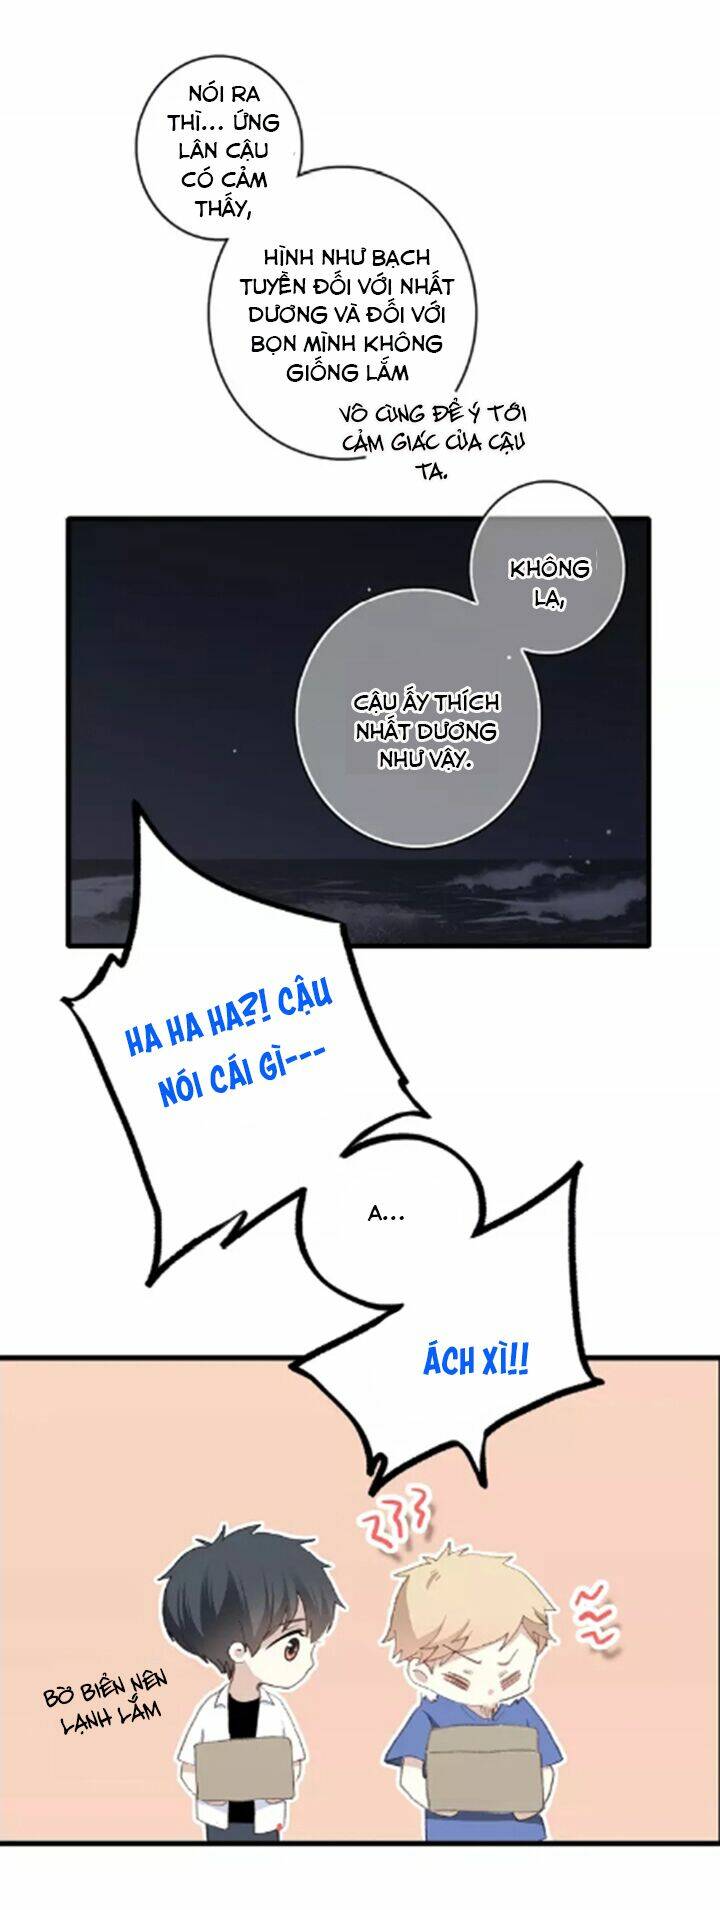 NÓI RA
THÌ... ỨNG
LÂN CẬU
CÓ CẢM
THẤY,
HÌNH NHƯ BẠCH
TUYỀN ĐỐI VỚI NHẤT
DƯƠNG VÀ ĐỐI VỚI
BỌN MÌNH KHÔNG
GIỐNG LẮM
VÔ CÙNG ĐỂ Ý TỚI
CẢM GIÁC CỦA CẬU
TA.
KHÔNG
LẠ,
CẬU ẤY THÍCH
NHẤT DƯƠNG
NHƯ VẬY.
HA HA HA?! CẬU
NÓI CÁI GÌ---
A...
ÁCH XÌ!!
BỜ BIỂN NÊN
LẠNH LẮM